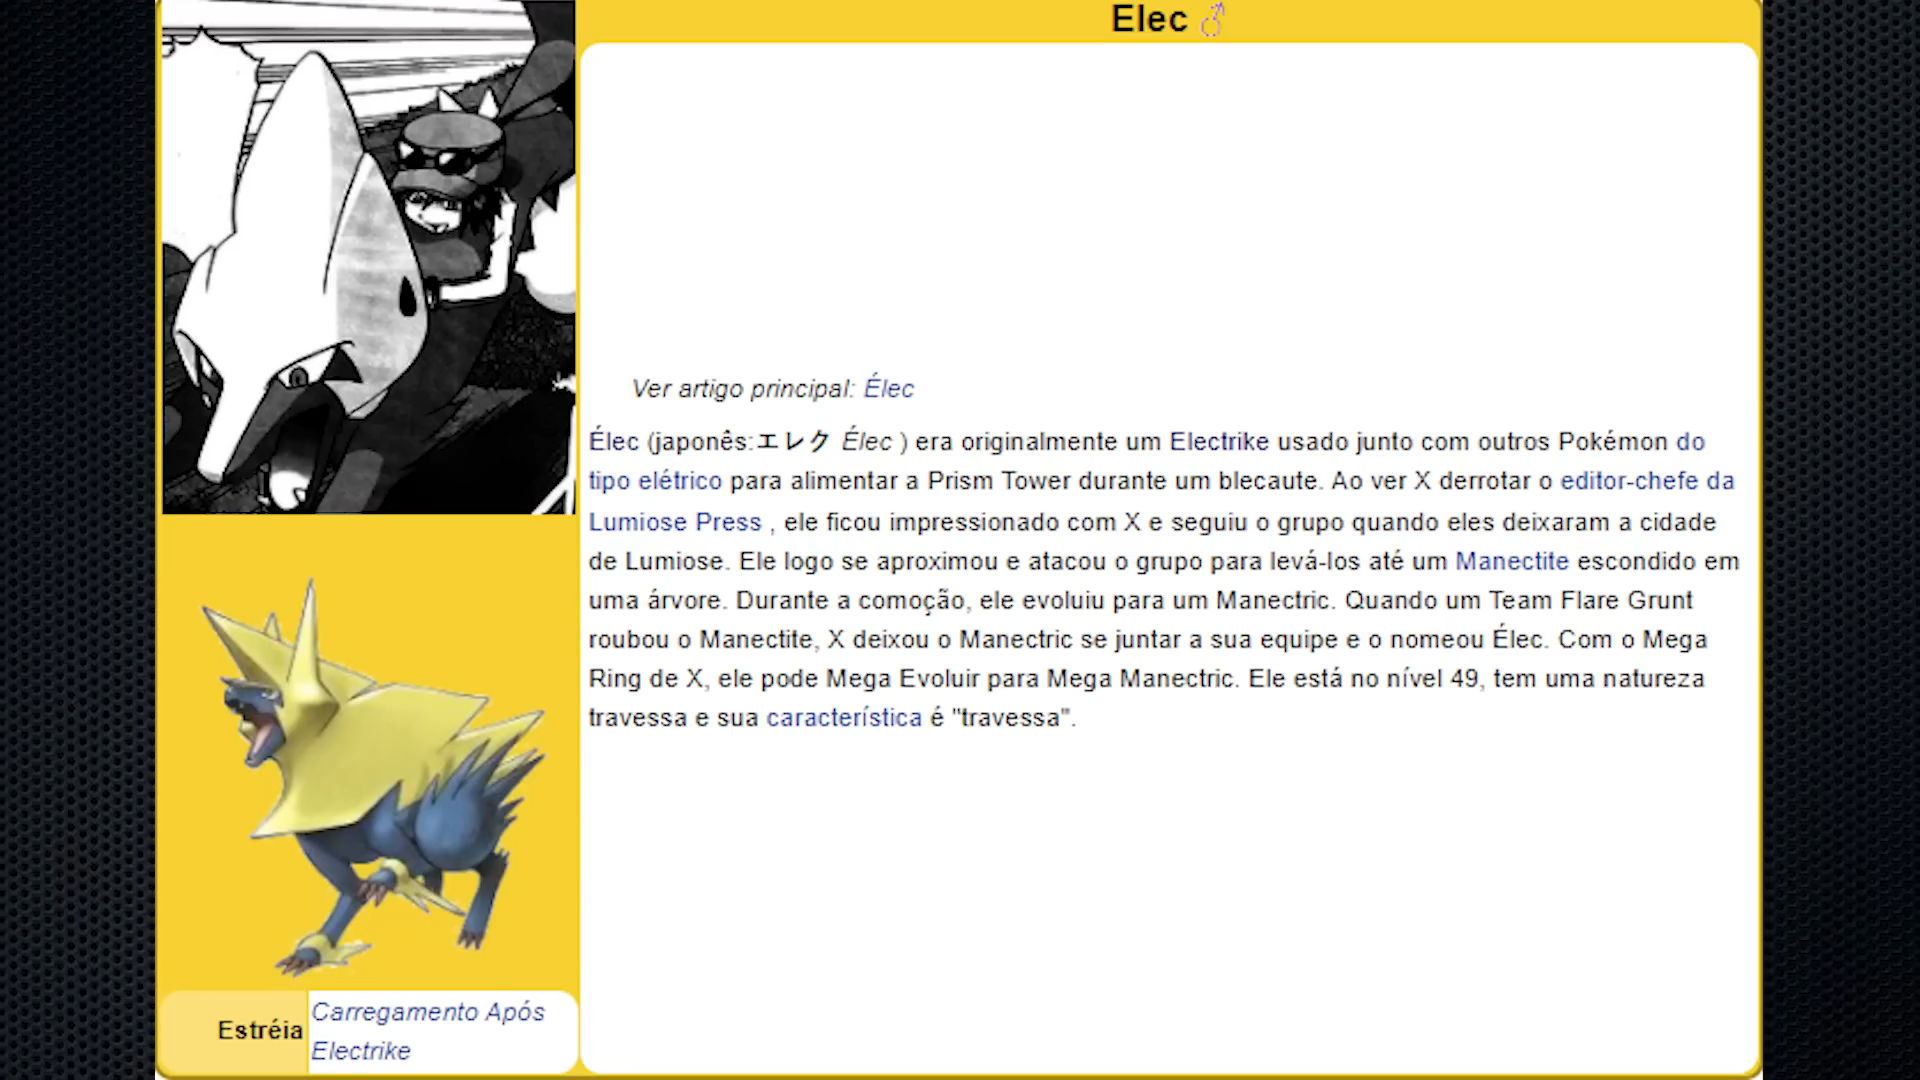 Elec ♂
Ver artigo principal: Élec
Élec (japonês:エレク Élec ) era originalmente um Electrike usado junto com outros Pokémon do
tipo elétrico para alimentar a Prism Tower durante um blecaute. Ao ver X derrotar o editor-chefe da
Lumiose Press , ele ficou impressionado com X e seguiu o grupo quando eles deixaram a cidade
de Lumiose. Ele logo se aproximou e atacou o grupo para levá-los até um Manectite escondido em
uma árvore. Durante a comoção, ele evoluiu para um Manectric. Quando um Team Flare Grunt
roubou o Manectite, X deixou o Manectric se juntar a sua equipe e o nomeou Élec. Com o Mega
Ring de X, ele pode Mega Evoluir para Mega Manectric. Ele está no nível 49, tem uma natureza
travessa e sua característica é "travessa".
Estréia
Carregamento Após
Electrike